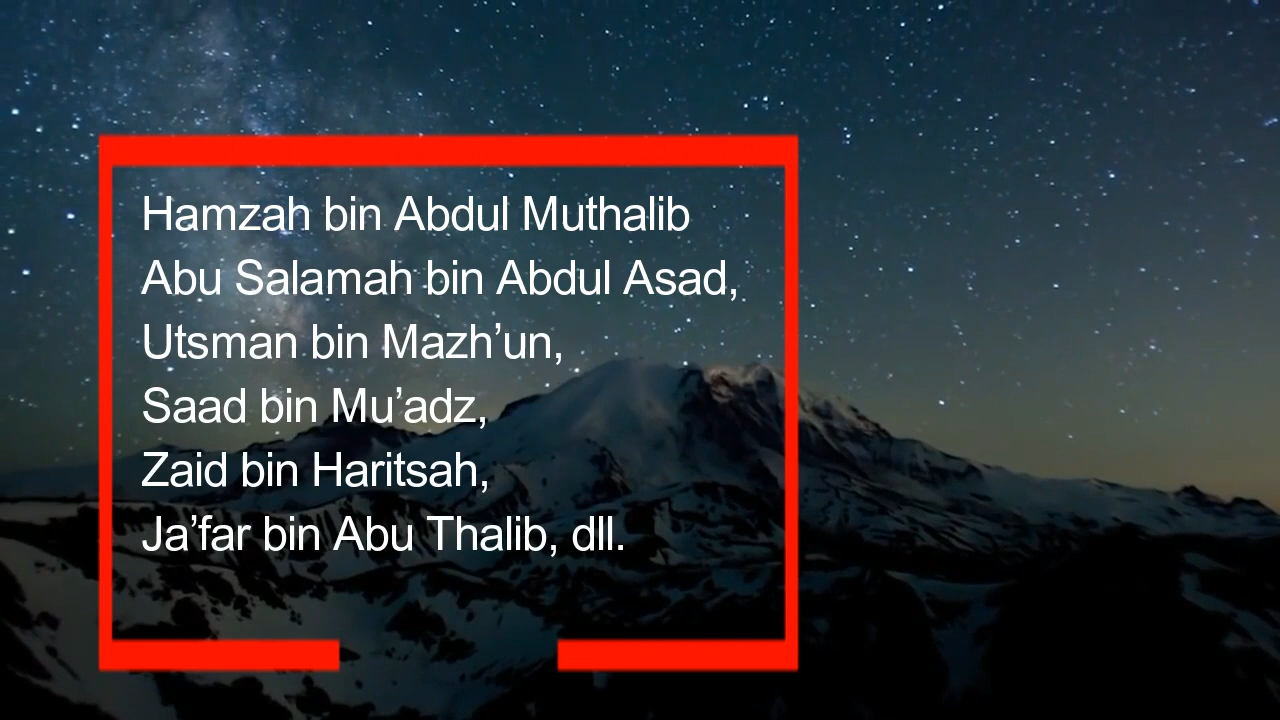 Hamzah bin Abdul Muthalib
Abu Salamah bin Abdul Asad,
Utsman bin Mazh’un,
Saad bin Mu’adz,
Zaid bin Haritsah,
Ja’far bin Abu Thalib, dll.